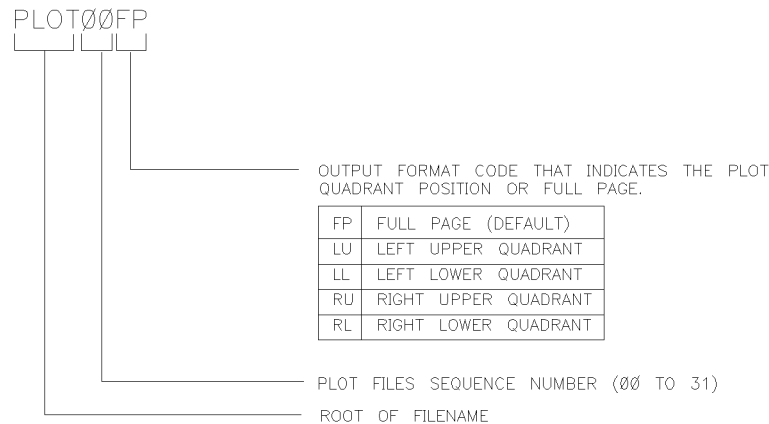 PLOTØØFP
OUTPUT FORMAT CODE THAT INDICATES THE PLOT
QUADRANT POSITION OR FULL PAGE.
FP FULL PAGE (DEFAULT)
LU LEFT UPPER QUADRANT
LL LEFT LOWER QUADRANT
RU RIGHT UPPER QUADRANT
RL RIGHT LOWER QUADRANT
PLOT FILES SEQUENCE NUMBER (ØØ TO 31)
ROOT OF FILENAME